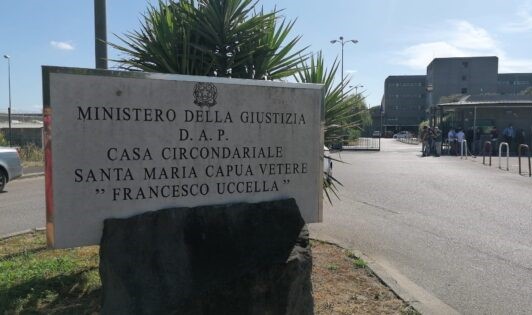 MINISTERO DELLA GIUSTIZIA
D. A. P.
CASA CIRCONDARIALE
SANTA MARIA CAPUA VETERE
" FRANCESCO UCCELLA "